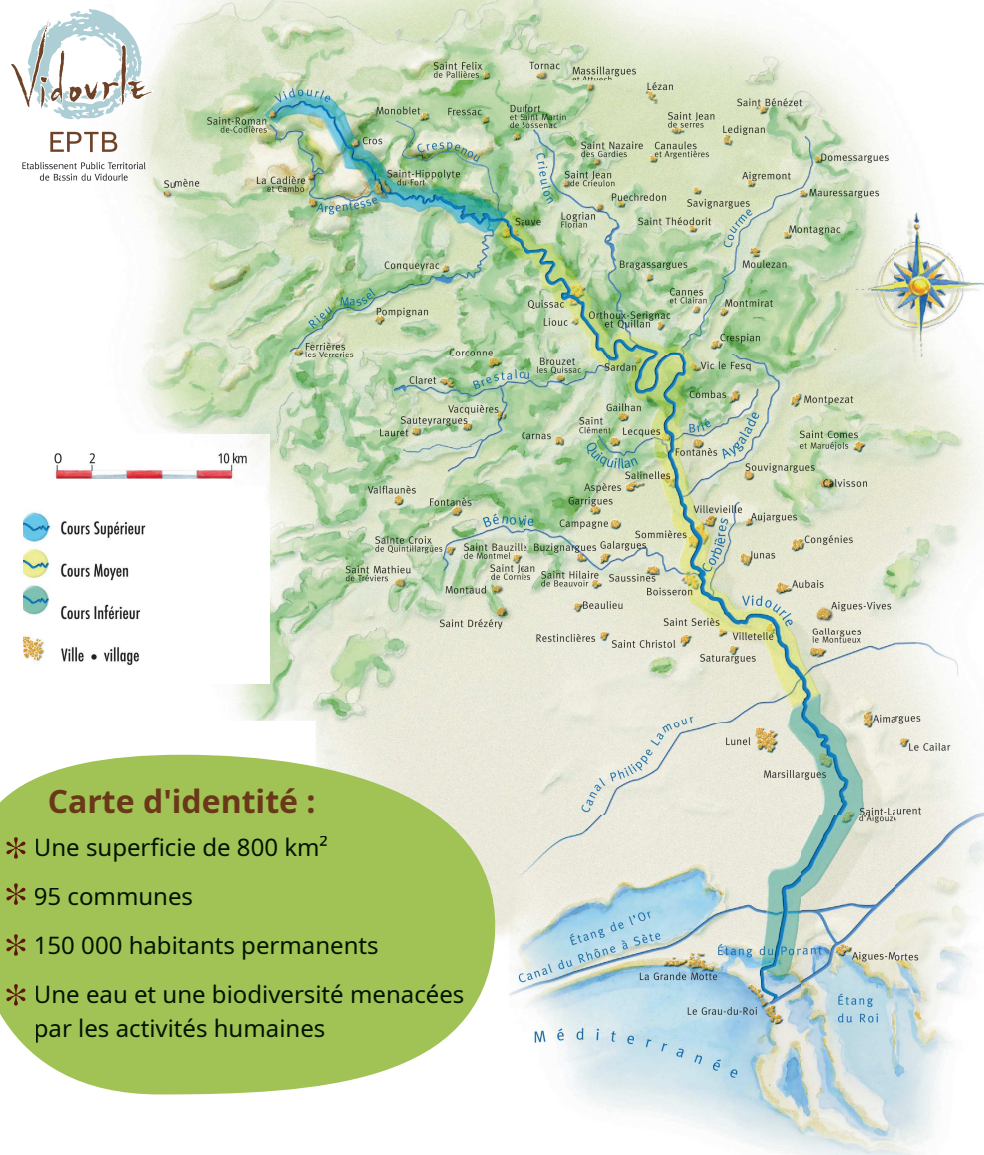 Vidourle
EPTB
Etablissement Public Territorial
de Bassin du Vidourle
Saint Felix
de Pallières
Tornac
Massillargues
et Attuech
Lézan
Saint Bénézet
Vidourle
Saint-Roman
de-Codières
Monoblet
Fressac
Dufort
et Saint Martin
de Sossenac
Saint Jean
de serres
Ledignan
Cros
Crespenou
Crieulon
Saint Nazaire
des Gardies
Canaules
et Argentières
Domessargues
Sumène
La Cadière
et Cambo
Saint-Hippolyte
du-Fort
Saint Jean
de Crieulon
Aigremont
Mauressargues
Argentesse
Puechredon
Savignargues
Sauve
Logrian
Florian
Saint Théodorit
Courme
Montagnac
Conqueyrac
Bragassargues
Moulezan
Rieu Massel
Pompignan
Quissac
Cannes
et Clairan
Montmirat
Liouc
Orthoux-Serignac
et Quillan
Crespian
Ferrières
les Verreries
Corconne
Brouzet
les Quissac
Sardan
Vic le Fesq
Claret
Brestalou
Combas
Montpezat
Vacquières
Sauteyrargues
Gailhan
Lauret
Carnas
Saint
Clément
Lecques
Brié
Aygalade
Saint Comes
et Maruéjols
Quiquillan
Fontanès
Salinelles
Souvignargues
Calvisson
Valflaunès
Aspères
Fontanès
Garrigues
Villevieille
Aujargues
Bénovie
Campagne
Sommières
Corbières
Congénies
Sainte Croix
de Quintillargues
Saint Bauzille
de Montmel
Buzignargues
Galargues
Junas
Saint Mathieu
de Tréviers
Saint Jean
de Cornès
Saint Hilaire
de Beauvoir
Saussines
Boisseron
Aubais
Montaud
Beaulieu
Vidourle
Aigues-Vives
Saint Drézéry
Saint Seriès
Restinclières
Saint Christol
Villetelle
Gallargues
le Montueux
Saturargues
O 2 10 km
Cours Supérieur
Cours Moyen
Cours Inférieur
Ville • village
Canal Philippe Lamour
Lunel
Aimargues
Le Cailar
Marsillargues
Saint-Laurent
d'Aigouze
Carte d'identité :
Une superficie de 800 km²
95 communes
150 000 habitants permanents
Une eau et une biodiversité menacées
par les activités humaines
Étang de l'Or
Canal du Rhône à Sète
Étang du Ponant
Aigues-Mortes
La Grande Motte
Le Grau-du-Roi
Étang
du Roi
Méditerranée